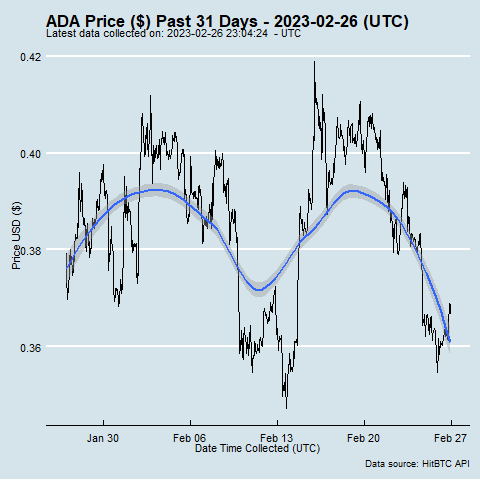 ADA Price ($) Past 31 Days - 2023-02-26 (UTC)
Latest data collected on: 2023-02-26 23:04:24 - UTC
0.42
0.40
0.38
0.36
Price USD ($)
Jan 30
Feb 06
Feb 13
Feb 20
Feb 27
Date Time Collected (UTC)
Data source: HitBTC API